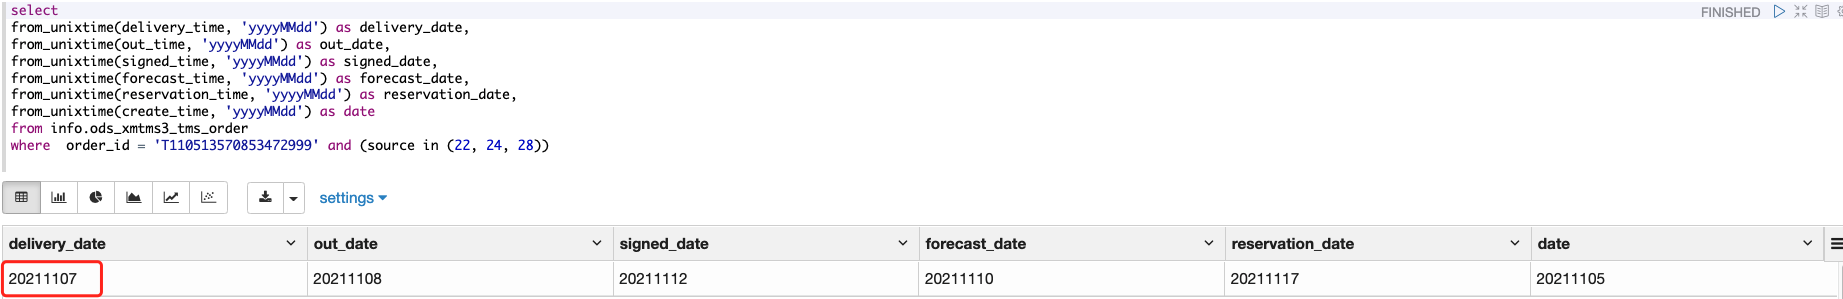 select
FINISHED
from_unixtime(delivery_time, 'yyyyMMdd') as delivery_date,
from_unixtime(out_time, 'yyyyMMdd') as out_date,
from_unixtime(signed_time, 'yyyyMMdd') as signed_date,
from_unixtime(forecast_time, 'yyyyMMdd') as forecast_date,
from_unixtime(reservation_time, 'yyyyMMdd') as reservation_date,
from_unixtime(create_time, 'yyyyMMdd') as date
from info.ods_xmtms3_tms_order
where  order_id = 'T110513570853472999' and (source in (22, 24, 28))
settings
delivery_date out_date signed_date forecast_date reservation_date date
20211107 20211108 20211112 20211110 20211117 20211105